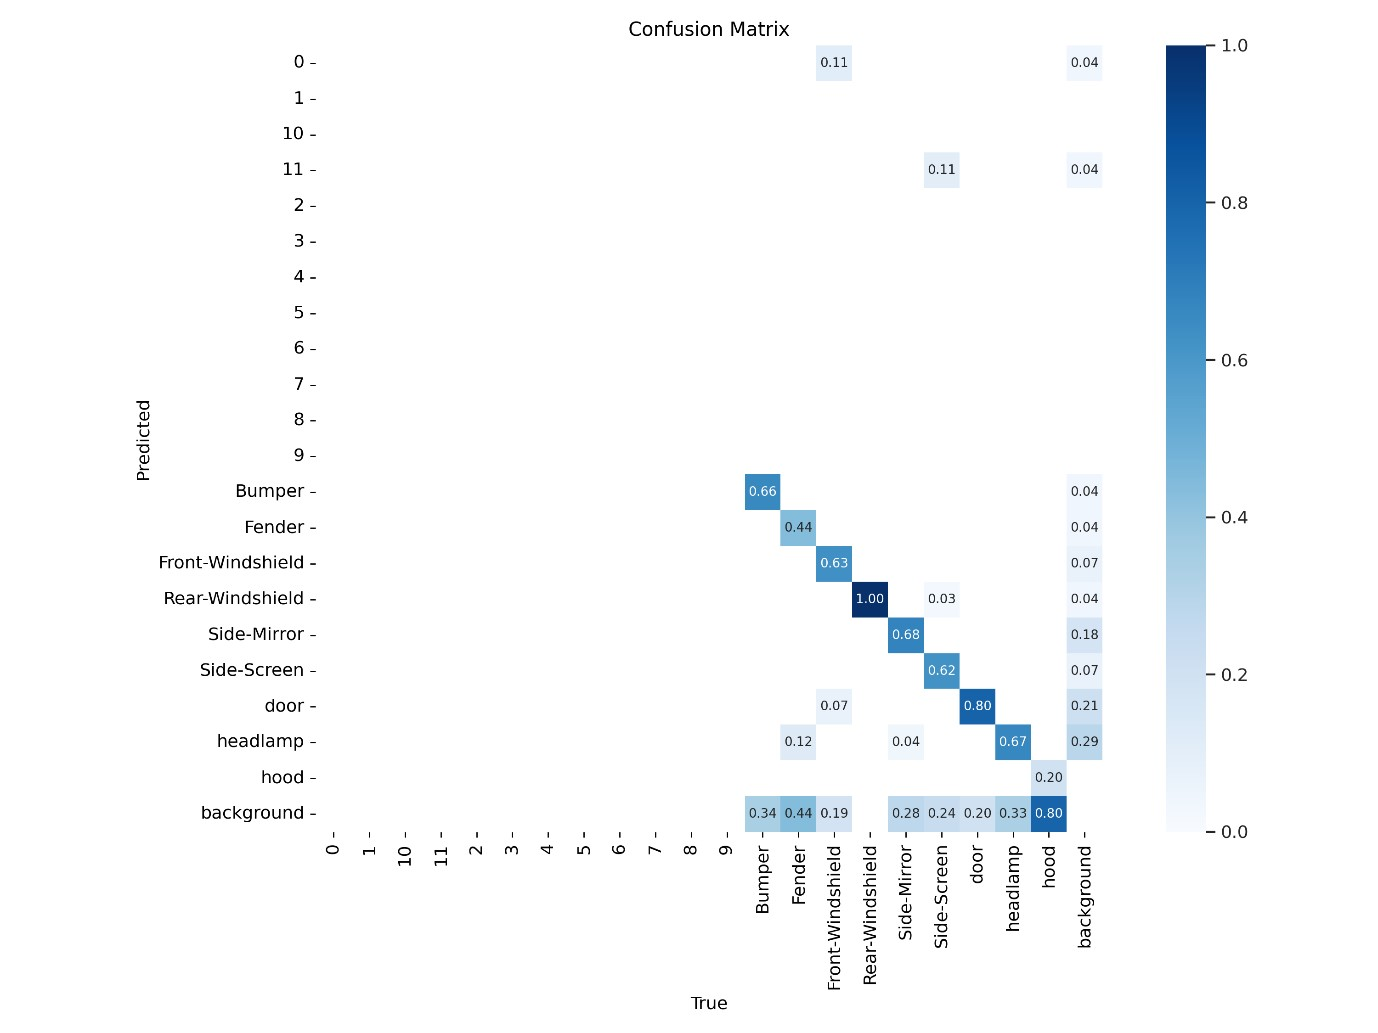 Confusion Matrix
0 0.11 0.04 1.0
1
10
11 0.11 0.04
2 0.8
3
4
5
6 0.6
7
8
9
Predicted
Bumper 0.66 0.04
Fender 0.44 0.04 0.4
Front-Windshield 0.63 0.07
Rear-Windshield 1.00 0.03 0.04
Side-Mirror 0.68 0.18
Side-Screen 0.62 0.07 0.2
door 0.07 0.80 0.21
headlamp 0.12 0.04 0.67 0.29
hood 0.20
background 0.34 0.44 0.19 0.28 0.24 0.20 0.33 0.80 0.0
0 1 10 11 2 3 4 5 6 7 8 9 Bumper Fender Front-Windshield Rear-Windshield Side-Mirror Side-Screen door headlamp hood background
True